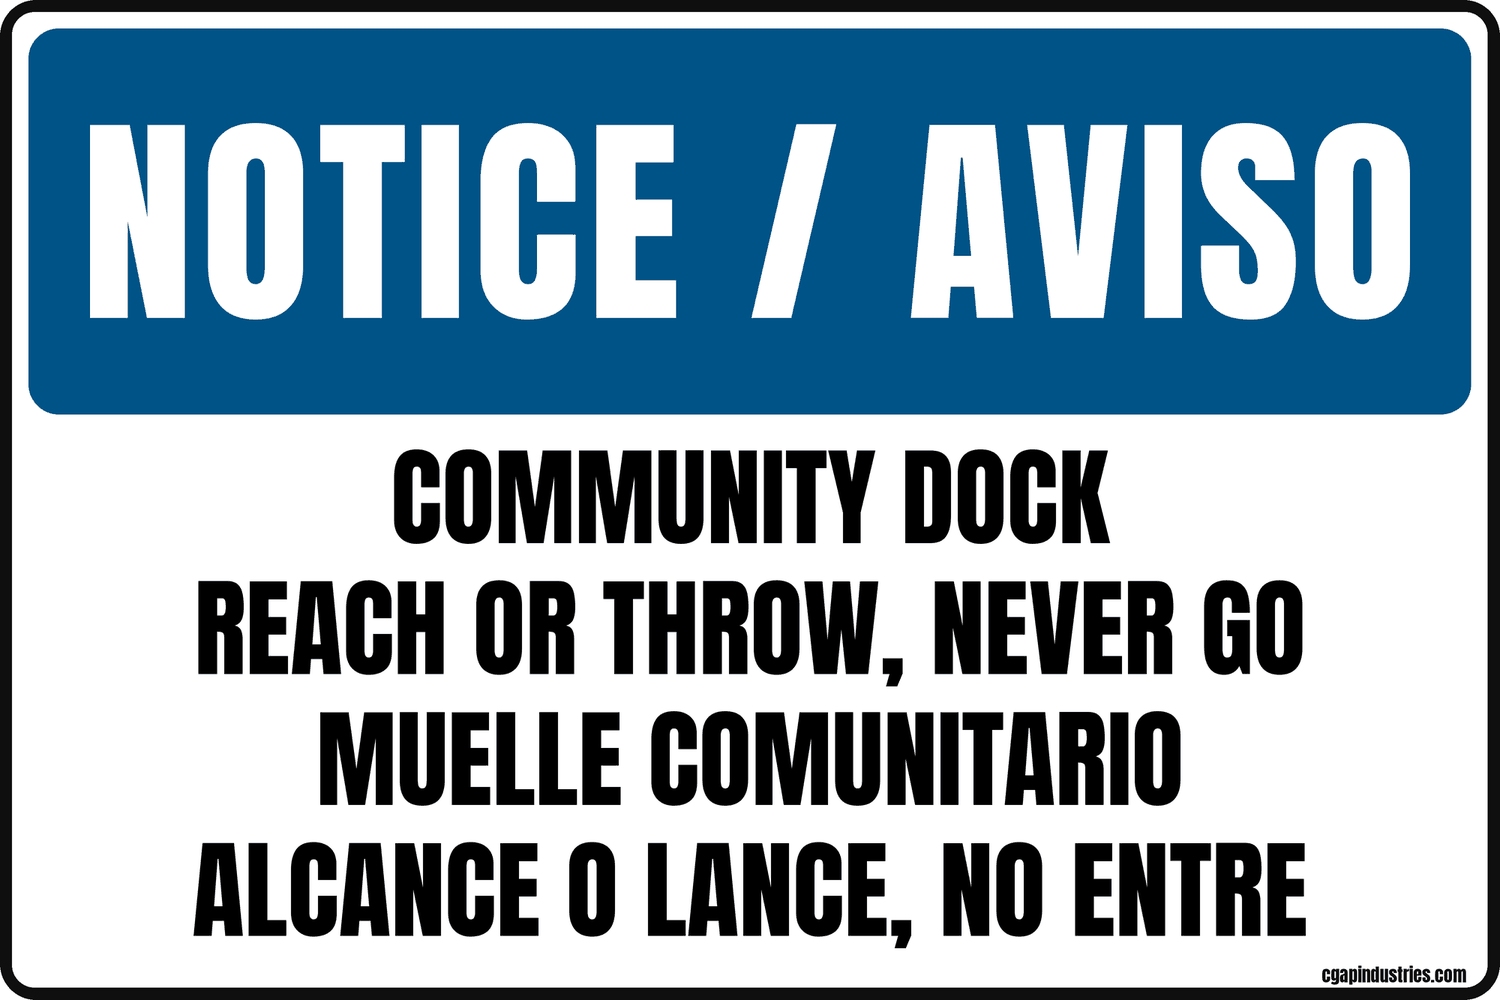 NOTICE / AVISO
COMMUNITY DOCK
REACH OR THROW, NEVER GO
MUELLE COMUNITARIO
ALCANCE O LANCE, NO ENTRE
cgapindustries.com